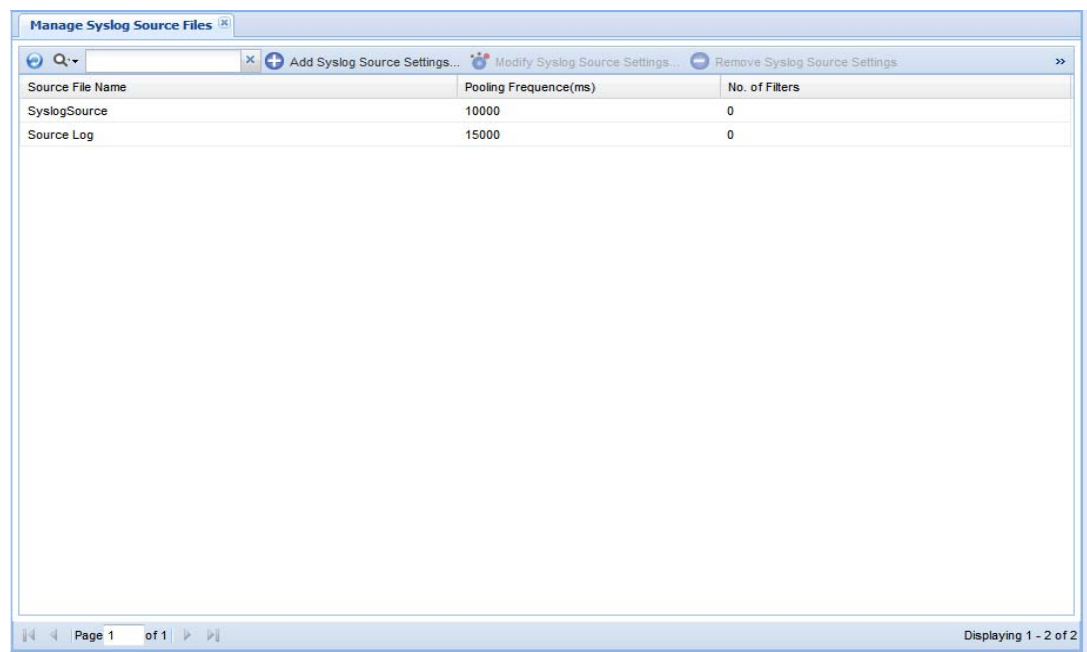 Manage Syslog Source Files
Add Syslog Source Settings... Modify Syslog Source Settings... Remove Syslog Source Settings »
Source File Name Pooling Frequence(ms) No. of Filters
SyslogSource 10000 0
Source Log 15000 0
Page 1 of 1 Displaying 1 - 2 of 2